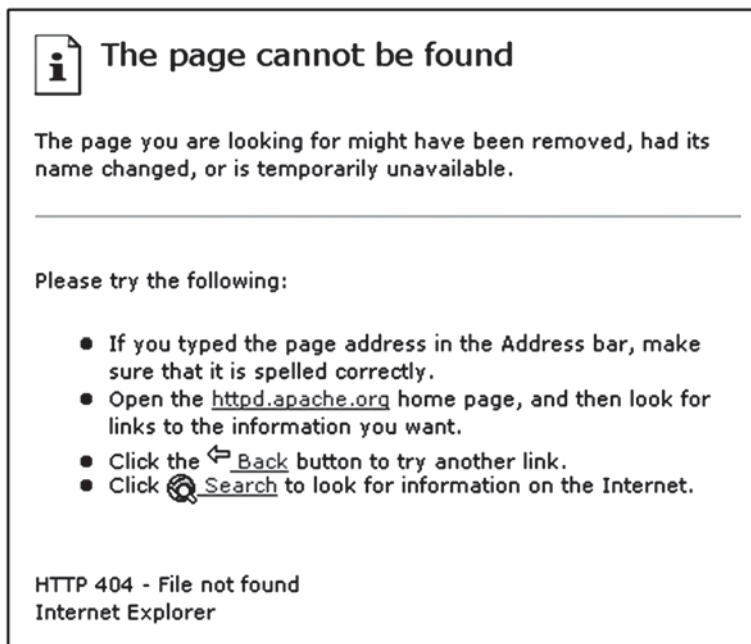 The page cannot be found
The page you are looking for might have been removed, had its
name changed, or is temporarily unavailable.
Please try the following:
● If you typed the page address in the Address bar, make
sure that it is spelled correctly.
● Open the httpd.apache.org home page, and then look for
links to the information you want.
● Click the Back button to try another link.
● Click Search to look for information on the Internet.
HTTP 404 - File not found
Internet Explorer